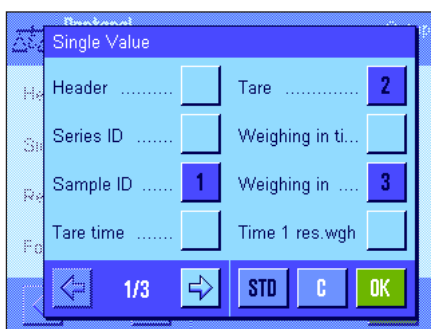 Single Value
Header .......... Tare .............. 2
Series ID ....... Weighing in ti...
Sample ID ...... 1 Weighing in .... 3
Tare time ....... Time 1 res.wgh
1/3 STD C OK